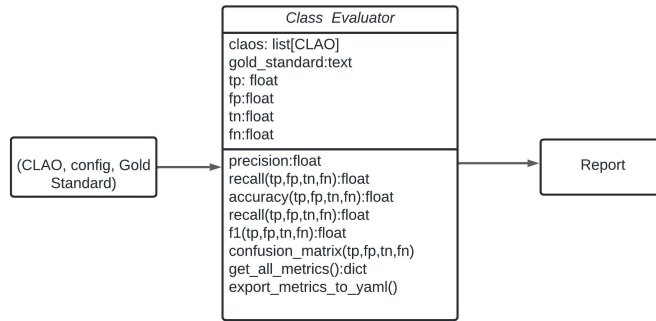 Class Evaluator
claos: list[CLAO]
gold_standard:text
tp: float
fp:float
tn:float
fn:float
(CLAO, config, Gold
Standard)
precision:float
recall(tp,fp,tn,fn):float
accuracy(tp,fp,tn,fn):float
recall(tp,fp,tn,fn):float
f1(tp,fp,tn,fn):float
confusion_matrix(tp,fp,tn,fn)
get_all_metrics():dict
export_metrics_to_yaml()
Report